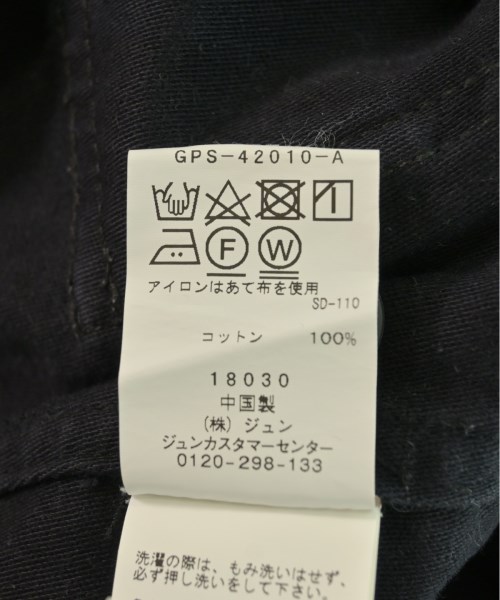 GPS-42010-A
F W
アイロンはあて布を使用
SD-110
コットン 100%
18030
中国製
(株)ジュン
ジュンカスタマーセンター
0120-298-133
洗濯の際は、もみ洗いはせず、
必ず押し洗いをして下さい。